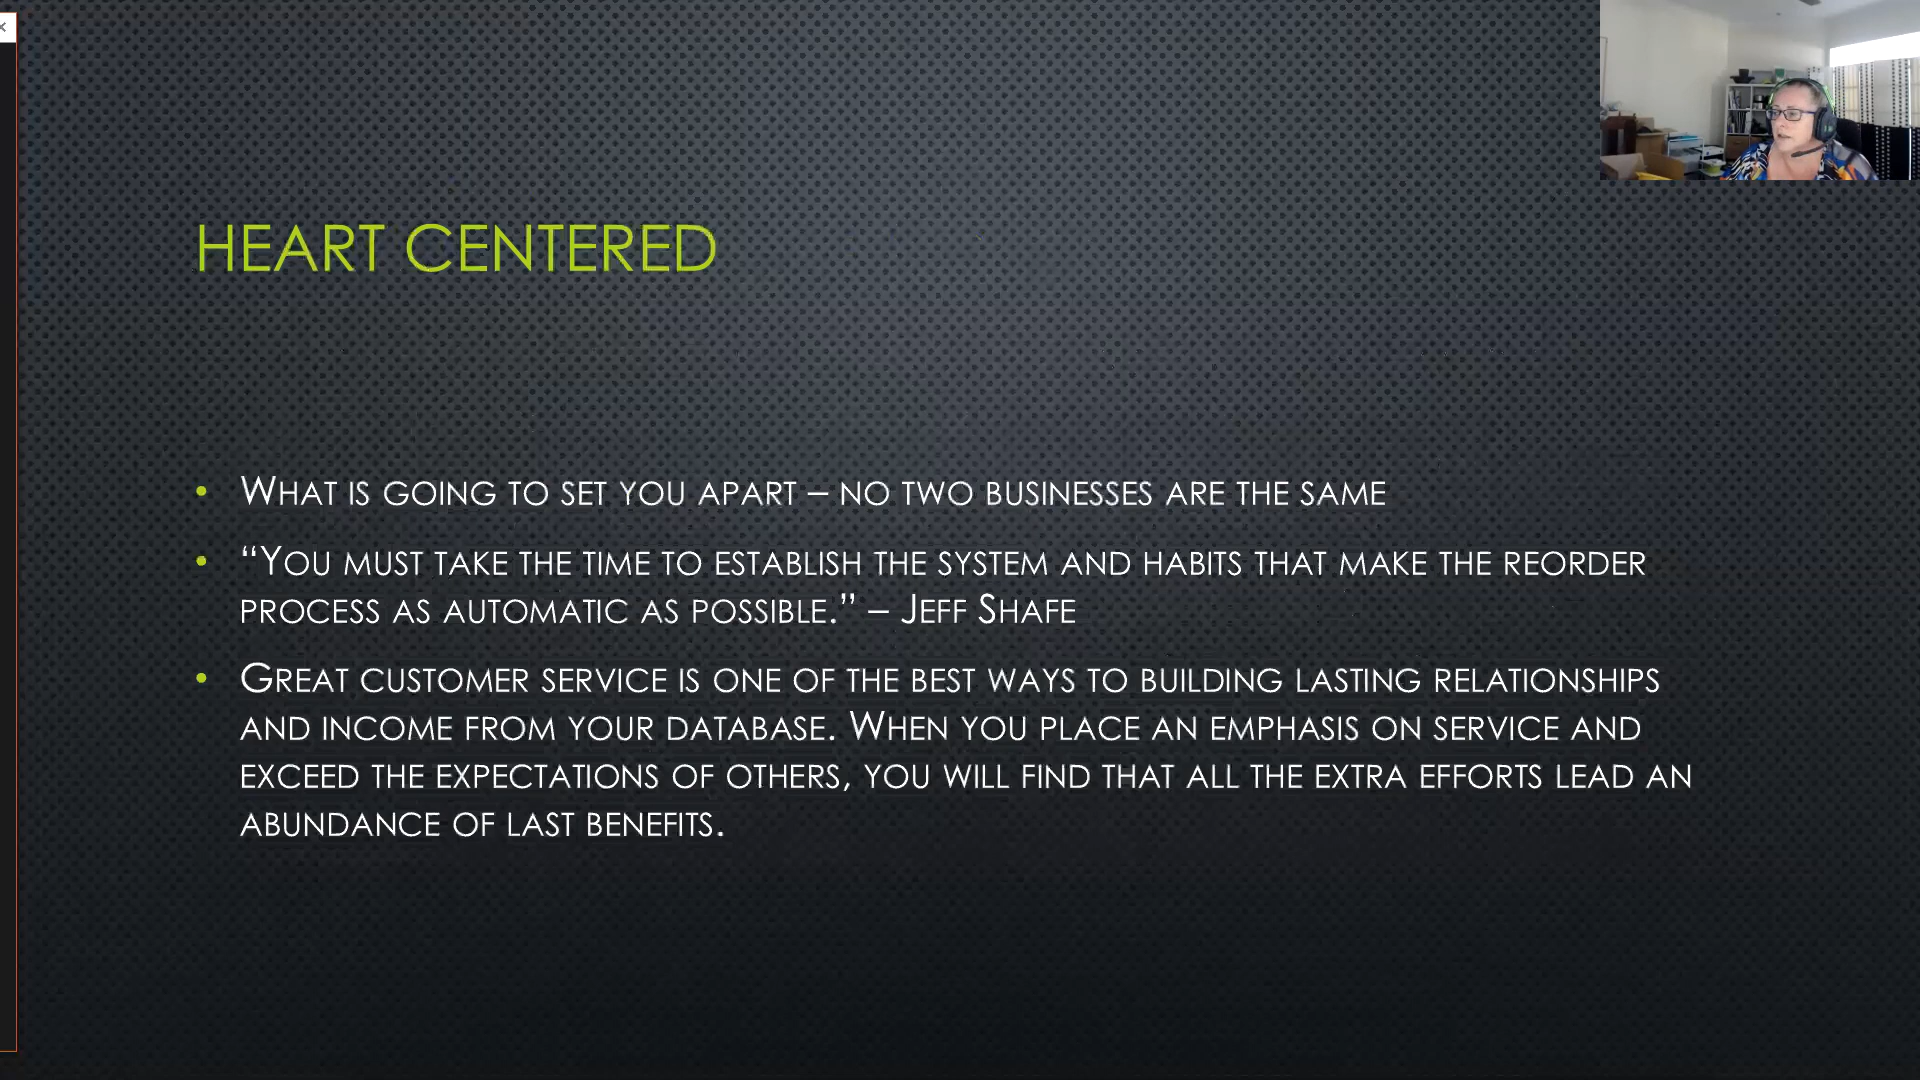 HEART CENTERED
• WHAT IS GOING TO SET YOU APART – NO TWO BUSINESSES ARE THE SAME
• “YOU MUST TAKE THE TIME TO ESTABLISH THE SYSTEM AND HABITS THAT MAKE THE REORDER
PROCESS AS AUTOMATIC AS POSSIBLE.” – JEFF SHAFE
• GREAT CUSTOMER SERVICE IS ONE OF THE BEST WAYS TO BUILDING LASTING RELATIONSHIPS
AND INCOME FROM YOUR DATABASE. WHEN YOU PLACE AN EMPHASIS ON SERVICE AND
EXCEED THE EXPECTATIONS OF OTHERS, YOU WILL FIND THAT ALL THE EXTRA EFFORTS LEAD AN
ABUNDANCE OF LAST BENEFITS.